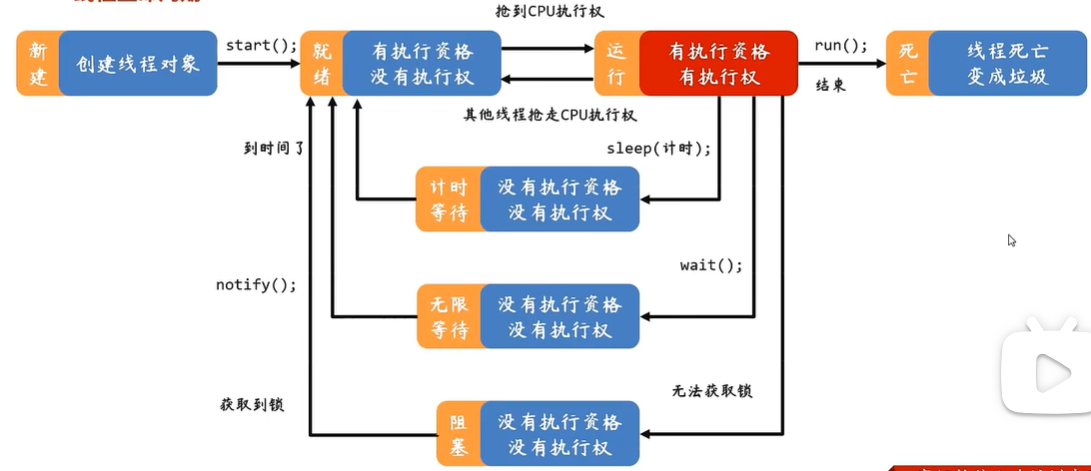 抢到CPU执行权
新建
创建线程对象
start();
就绪
有执行资格
没有执行权
运行
有执行资格
有执行权
run();
结束
死亡
线程死亡
变成垃圾
其他线程抢走CPU执行权
到时间了
sleep(计时);
计时
等待
没有执行资格
没有执行权
notify();
wait();
无限
等待
没有执行资格
没有执行权
获取到锁
无法获取锁
阻塞
没有执行资格
没有执行权